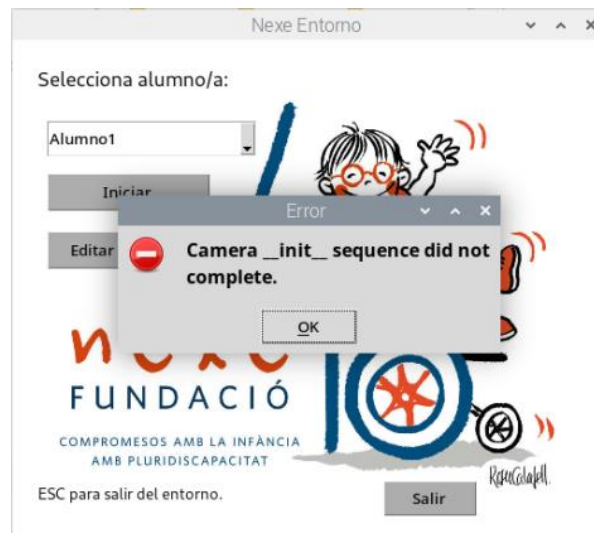 Nexe Entorno
Selecciona alumno/a:
Alumno1
Iniciar
Error
Editar
Camera __init__ sequence did not
complete.
OK
nexe
FUNDACIÓ
COMPROMESOS AMB LA INFÀNCIA
AMB PLURIDISCAPACITAT
ESC para salir del entorno.
Salir